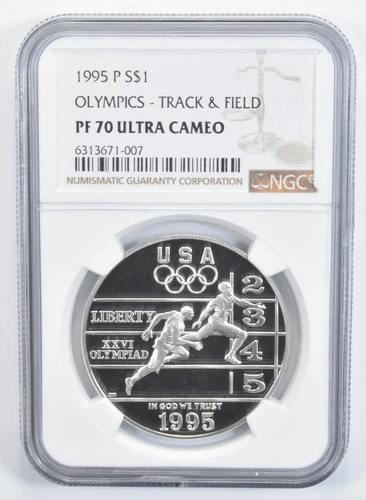 1995 P S$1
OLYMPICS - TRACK & FIELD
PF 70 ULTRA CAMEO
6313671-007
NUMISMATIC GUARANTY CORPORATION
NGC
USA
2
LIBERTY
3
XXVI
OLYMPIAD
4
5
IN GOD WE TRUST
1995